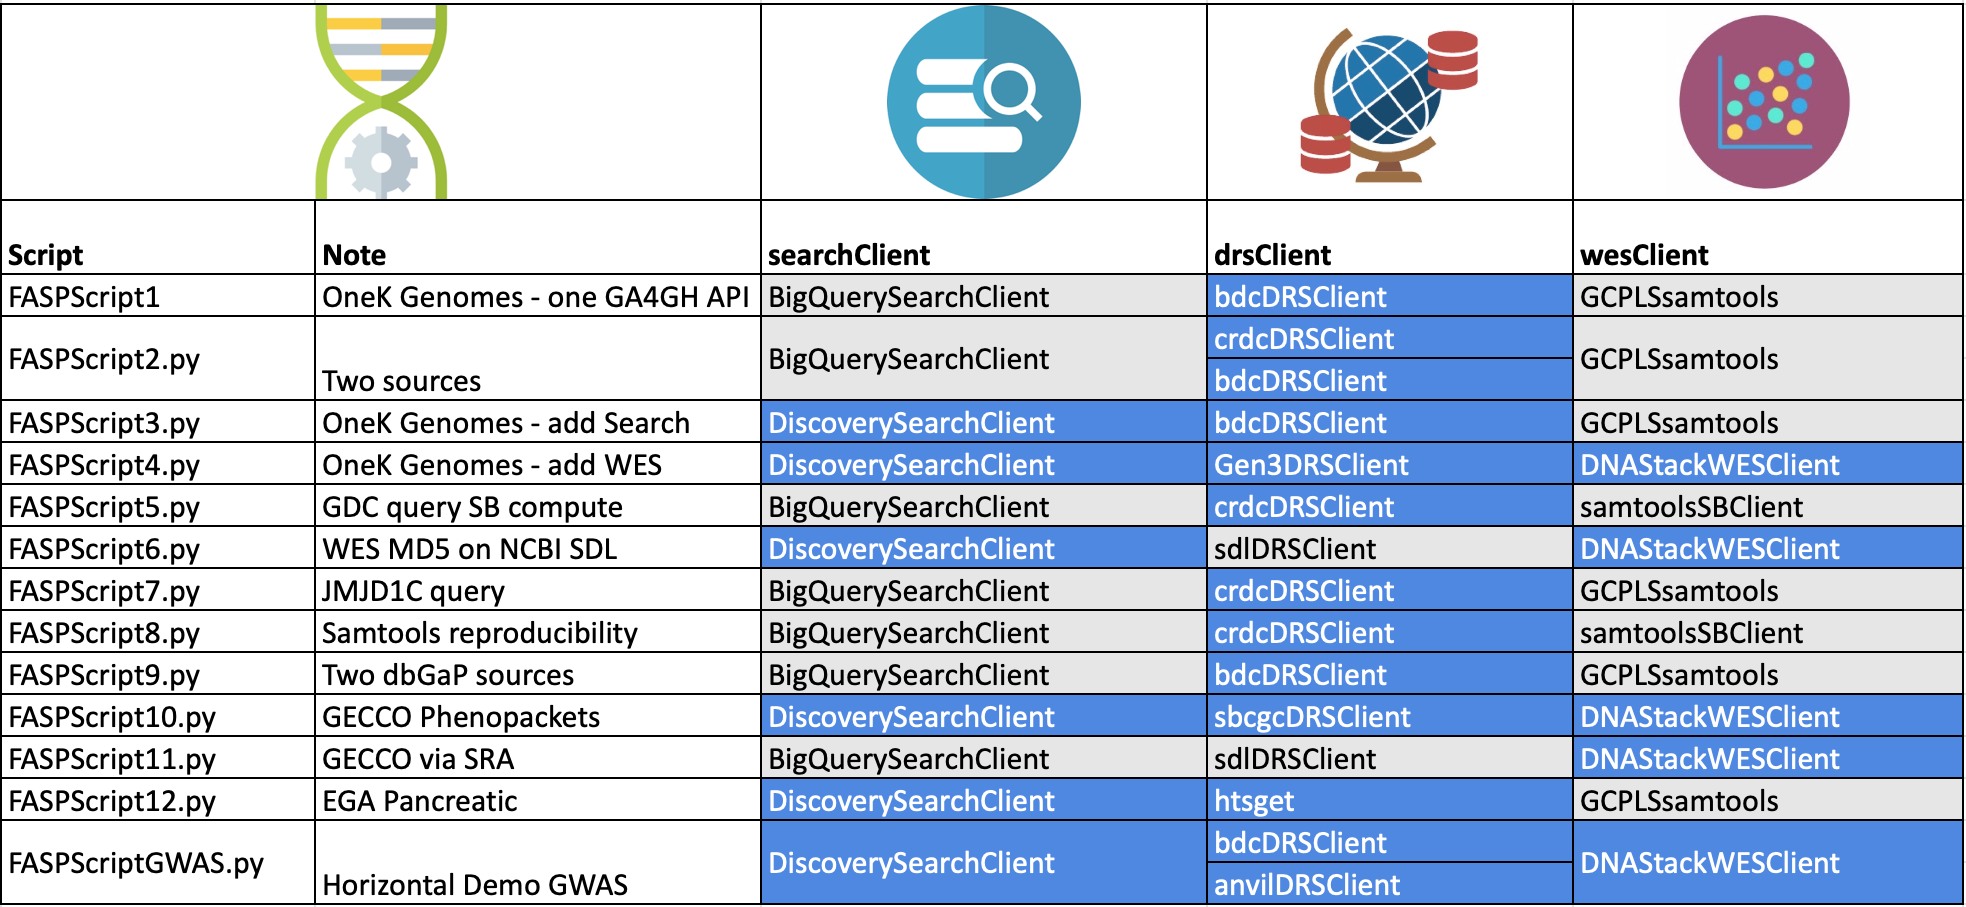 Script Note searchClient drsClient wesClient
FASPScript1 OneK Genomes - one GA4GH API BigQuerySearchClient bdcDRSClient GCPLSsamtools
FASPScript2.py Two sources BigQuerySearchClient crdcDRSClient GCPLSsamtools
bdcDRSClient
FASPScript3.py OneK Genomes - add Search DiscoverySearchClient bdcDRSClient GCPLSsamtools
FASPScript4.py OneK Genomes - add WES DiscoverySearchClient Gen3DRSClient DNAStackWESClient
FASPScript5.py GDC query SB compute BigQuerySearchClient crdcDRSClient samtoolsSBClient
FASPScript6.py WES MD5 on NCBI SDL DiscoverySearchClient sdlDRSClient DNAStackWESClient
FASPScript7.py JMJD1C query BigQuerySearchClient crdcDRSClient GCPLSsamtools
FASPScript8.py Samtools reproducibility BigQuerySearchClient crdcDRSClient samtoolsSBClient
FASPScript9.py Two dbGaP sources BigQuerySearchClient bdcDRSClient GCPLSsamtools
FASPScript10.py GECCO Phenopackets DiscoverySearchClient sbcgcDRSClient DNAStackWESClient
FASPScript11.py GECCO via SRA BigQuerySearchClient sdlDRSClient DNAStackWESClient
FASPScript12.py EGA Pancreatic DiscoverySearchClient htsget GCPLSsamtools
FASPScriptGWAS.py Horizontal Demo GWAS DiscoverySearchClient bdcDRSClient DNAStackWESClient
anvilDRSClient